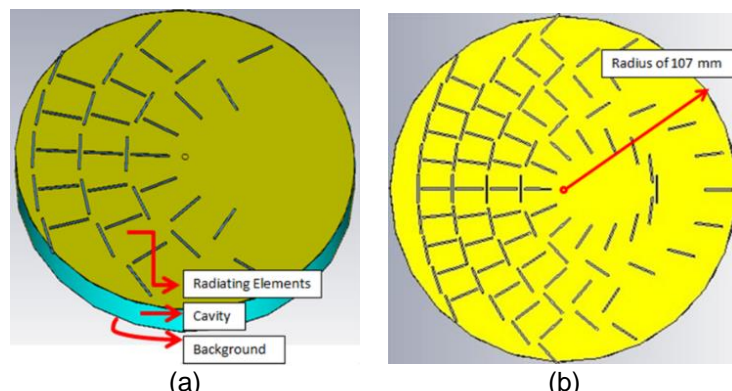 Radius of 107 mm
Radiating Elements
Cavity
Background
(a)
(b)